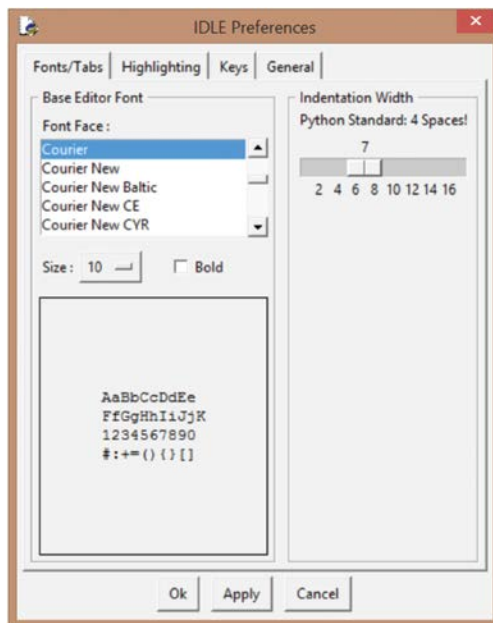 IDLE Preferences
Fonts/Tabs Highlighting Keys General
Base Editor Font
Font Face :
Courier
Courier New
Courier New Baltic
Courier New CE
Courier New CYR
Size : 10 Bold
AaBbCcDdEe
FfGgHhIiJjK
1234567890
#:+=(){}[]
Indentation Width
Python Standard: 4 Spaces!
7
2 4 6 8 10 12 14 16
Ok Apply Cancel